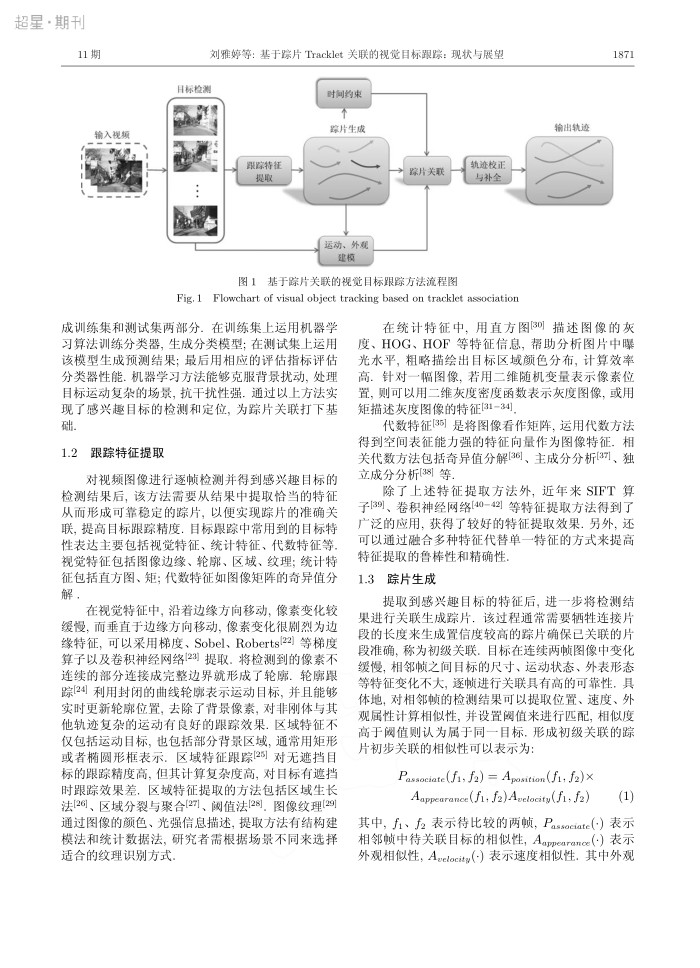 超星·期刊
11 期
刘雅婷等: 基于踪片 Tracklet 关联的视觉目标跟踪: 现状与展望
1871
输入视频
目标检测
跟踪特征
提取
时间约束
踪片生成
运动、外观
建模
踪片关联
轨迹校正
与补全
输出轨迹
图 1 基于踪片关联的视觉目标跟踪方法流程图
Fig. 1 Flowchart of visual object tracking based on tracklet association
成训练集和测试集两部分. 在训练集上运用机器学
习算法训练分类器, 生成分类模型; 在测试集上运用
该模型生成预测结果; 最后用相应的评估指标评估
分类器性能. 机器学习方法能够克服背景扰动, 处理
目标运动复杂的场景, 抗干扰性强. 通过以上方法实
现了感兴趣目标的检测和定位, 为踪片关联打下基
础.
1.2 跟踪特征提取
对视频图像进行逐帧检测并得到感兴趣目标的
检测结果后, 该方法需要从结果中提取恰当的特征
从而形成可靠稳定的踪片, 以便实现踪片的准确关
联, 提高目标跟踪精度. 目标跟踪中常用到的目标特
性表达主要包括视觉特征、统计特征、代数特征等.
视觉特征包括图像边缘、轮廓、区域、纹理; 统计特
征包括直方图、矩; 代数特征如图像矩阵的奇异值分
解 .
在视觉特征中, 沿着边缘方向移动, 像素变化较
缓慢, 而垂直于边缘方向移动, 像素变化很剧烈为边
缘特征, 可以采用梯度、Sobel、Roberts[22] 等梯度
算子以及卷积神经网络[23] 提取. 将检测到的像素不
连续的部分连接成完整边界就形成了轮廓. 轮廓跟
踪[24] 利用封闭的曲线轮廓表示运动目标, 并且能够
实时更新轮廓位置, 去除了背景像素, 对非刚体与其
他轨迹复杂的运动有良好的跟踪效果. 区域特征不
仅包括运动目标, 也包括部分背景区域, 通常用矩形
或者椭圆形框表示. 区域特征跟踪[25] 对无遮挡目
标的跟踪精度高, 但其计算复杂度高, 对目标有遮挡
时跟踪效果差. 区域特征提取的方法包括区域生长
法[26]、区域分裂与聚合[27]、阈值法[28]. 图像纹理[29]
通过图像的颜色、光强信息描述, 提取方法有结构建
模法和统计数据法, 研究者需根据场景不同来选择
适合的纹理识别方式.
在统计特征中, 用直方图[30] 描述图像的灰
度、HOG、HOF 等特征信息, 帮助分析图片中曝
光水平, 粗略描绘出目标区域颜色分布, 计算效率
高. 针对一幅图像, 若用二维随机变量表示像素位
置, 则可以用二维灰度密度函数表示灰度图像, 或用
矩描述灰度图像的特征[31−34].
代数特征[35] 是将图像看作矩阵, 运用代数方法
得到空间表征能力强的特征向量作为图像特征. 相
关代数方法包括奇异值分解[36]、主成分分析[37]、独
立成分分析[38] 等.
除了上述特征提取方法外, 近年来 SIFT 算
子[39]、卷积神经网络[40−42] 等特征提取方法得到了
广泛的应用, 获得了较好的特征提取效果. 另外, 还
可以通过融合多种特征代替单一特征的方式来提高
特征提取的鲁棒性和精确性.
1.3 踪片生成
提取到感兴趣目标的特征后, 进一步将检测结
果进行关联生成踪片. 该过程通常需要牺牲连接片
段的长度来生成置信度较高的踪片确保已关联的片
段准确, 称为初级关联. 目标在连续两帧图像中变化
缓慢, 相邻帧之间目标的尺寸、运动状态、外表形态
等特征变化不大, 逐帧进行关联具有高的可靠性. 具
体地, 对相邻帧的检测结果可以提取位置、速度、外
观属性计算相似性, 并设置阈值来进行匹配, 相似度
高于阈值则认为属于同一目标. 形成初级关联的踪
片初步关联的相似性可以表示为:
P_associate(f₁, f₂) = A_position(f₁, f₂)×
A_appearance(f₁, f₂)A_velocity(f₁, f₂) (1)
其中, f₁、f₂ 表示待比较的两帧, P_associate(·) 表示
相邻帧中待关联目标的相似性, A_appearance(·) 表示
外观相似性, A_velocity(·) 表示速度相似性. 其中外观